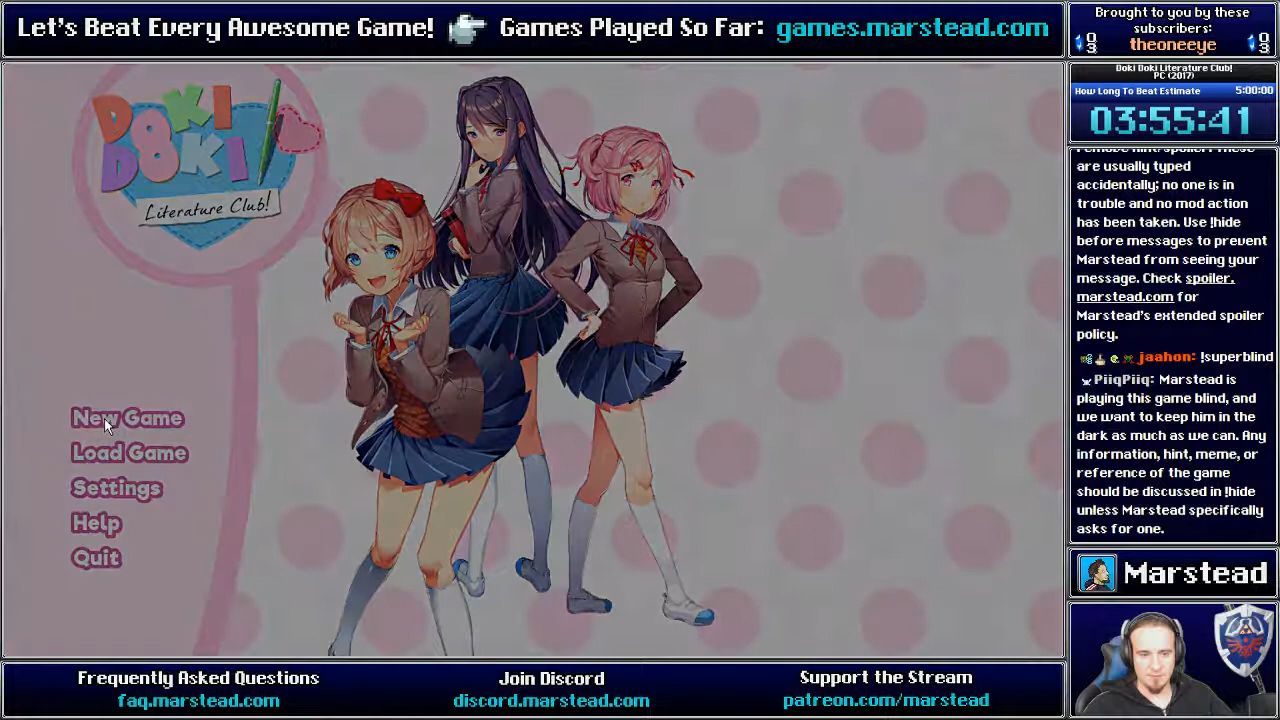 Let's Beat Every Awesome Game!
Games Played So Far: games.marstead.com
Brought to you by these
subscribers:
theoneeye
DOKI
DOKI
Literature Club!
New Game
Load Game
Settings
Help
Quit
Doki Doki Literature Club!
PC (2017)
How Long To Beat Estimate 5:00:00
03:55:41
are usually typed
accidentally; no one is in
trouble and no mod action
has been taken. Use !hide
before messages to prevent
Marstead from seeing your
message. Check spoiler.
marstead.com for
Marstead's extended spoiler
policy.
jaahon: !superblind
PiiqPiiq: Marstead is
playing this game blind, and
we want to keep him in the
dark as much as we can. Any
information, hint, meme, or
reference of the game
should be discussed in !hide
unless Marstead specifically
asks for one.
Marstead
Frequently Asked Questions
faq.marstead.com
Join Discord
discord.marstead.com
Support the Stream
patreon.com/marstead